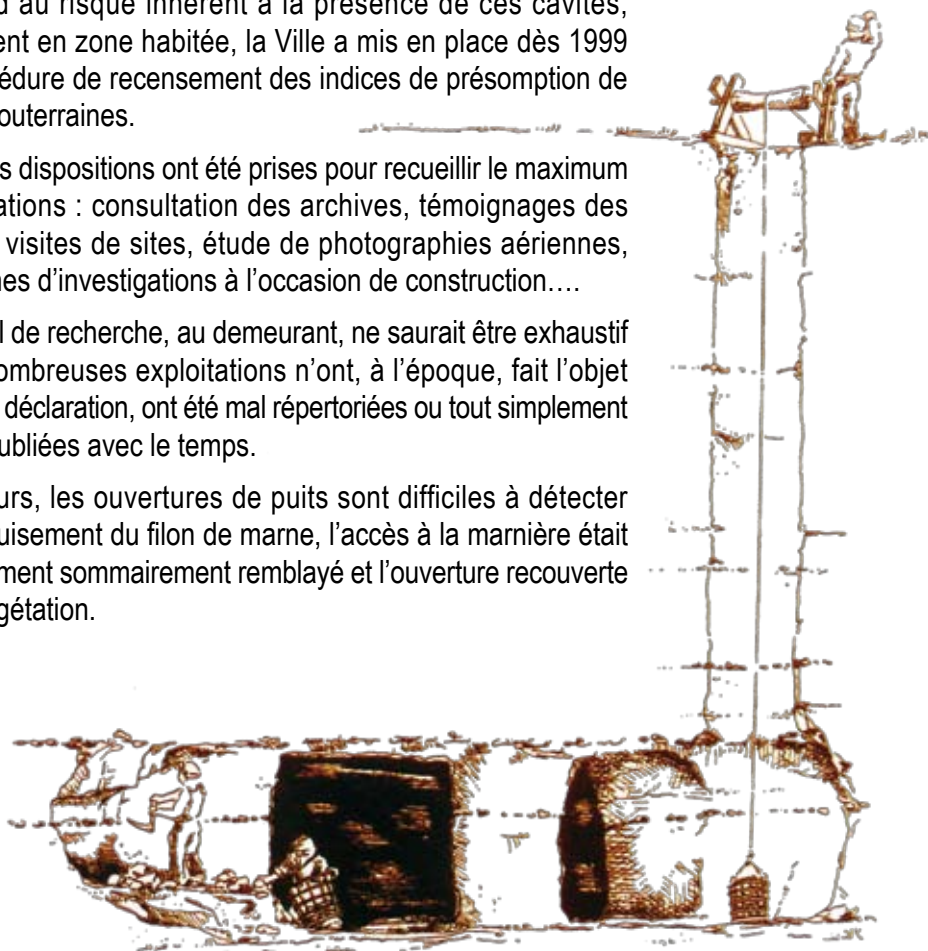 d au risque inhérent à la présence de ces cavités,
ent en zone habitée, la Ville a mis en place dès 1999
édure de recensement des indices de présomption de
outerraines.
s dispositions ont été prises pour recueillir le maximum
ations : consultation des archives, témoignages des
visites de sites, étude de photographies aériennes,
nes d’investigations à l’occasion de construction….
l de recherche, au demeurant, ne saurait être exhaustif
ombreuses exploitations n’ont, à l’époque, fait l’objet
déclaration, ont été mal répertoriées ou tout simplement
ubliées avec le temps.
urs, les ouvertures de puits sont difficiles à détecter
uisement du filon de marne, l’accès à la marnière était
ment sommairement remblayé et l’ouverture recouverte
gétation.